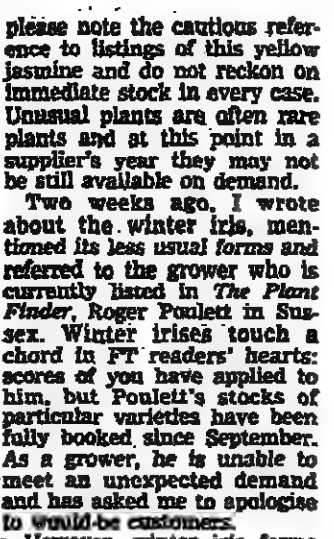 please note the cautious refer-
ence to listings of this yellow
jasmine and do not reckon on
immediate stock in every case.
Unusual plants are often rare
plants and at this point in a
supplier's year they may not
be still available on demand.
Two weeks ago, I wrote
about the winter iris, men-
tioned its less usual forms and
referred to the grower who is
currently listed in The Plant
Finder, Roger Poulett in Sus-
sex. Winter irises touch a
chord in FT readers' hearts:
scores of you have applied to
him, but Poulett's stocks of
particular varieties have been
fully booked since September.
As a grower, he is unable to
meet an unexpected demand
and has asked me to apologise
to would-be customers.
However, winter iris forms